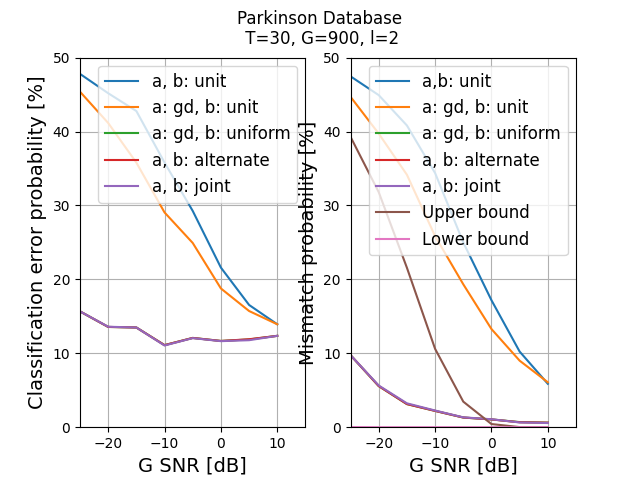 Parkinson Database
T=30, G=900, l=2
Classification error probability [%]
50
40
30
20
10
0
−20
−10
0
10
G SNR [dB]
a, b: unit
a: gd, b: unit
a: gd, b: uniform
a, b: alternate
a, b: joint
Mismatch probability [%]
50
40
30
20
10
0
−20
−10
0
10
G SNR [dB]
a,b: unit
a: gd, b: unit
a: gd, b: uniform
a, b: alternate
a, b: joint
Upper bound
Lower bound